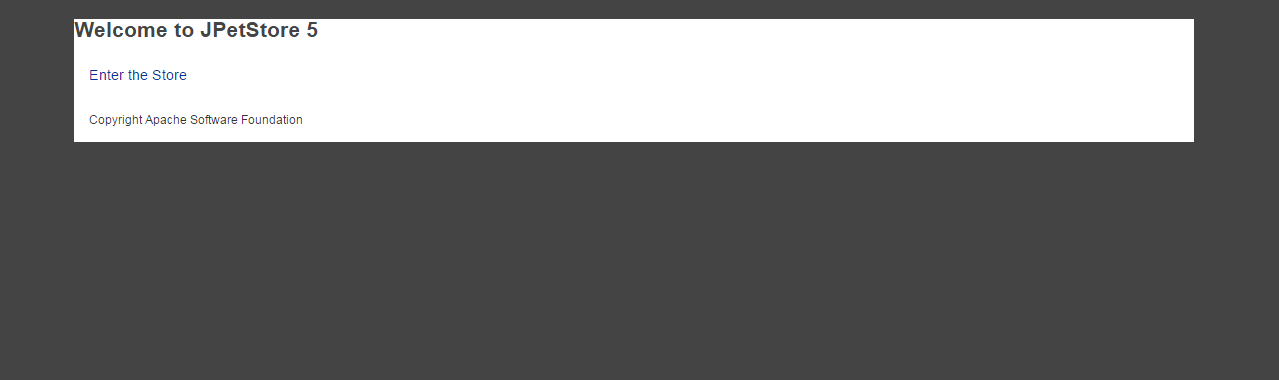 Welcome to JPetStore 5
Enter the Store
Copyright Apache Software Foundation